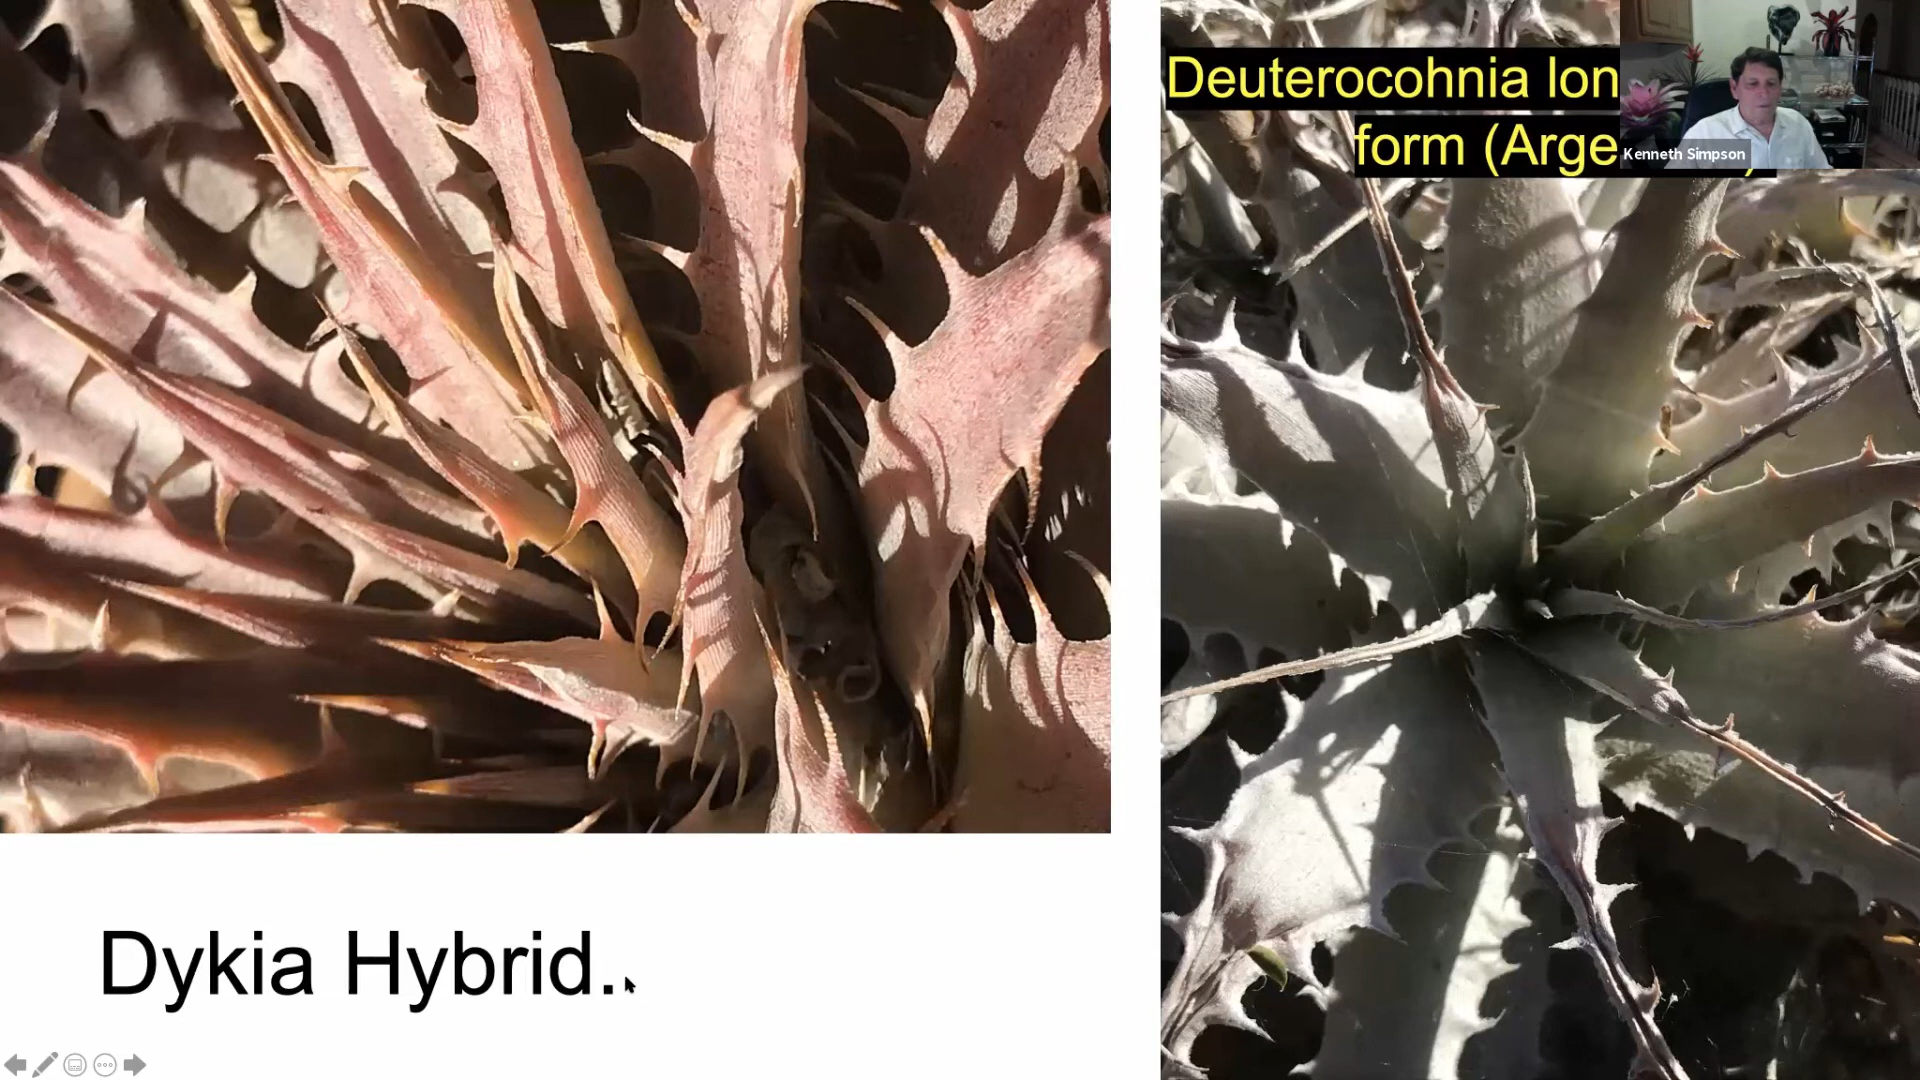 Deuterocohnia lon
form (Arge
Kenneth Simpson
Dykia Hybrid..